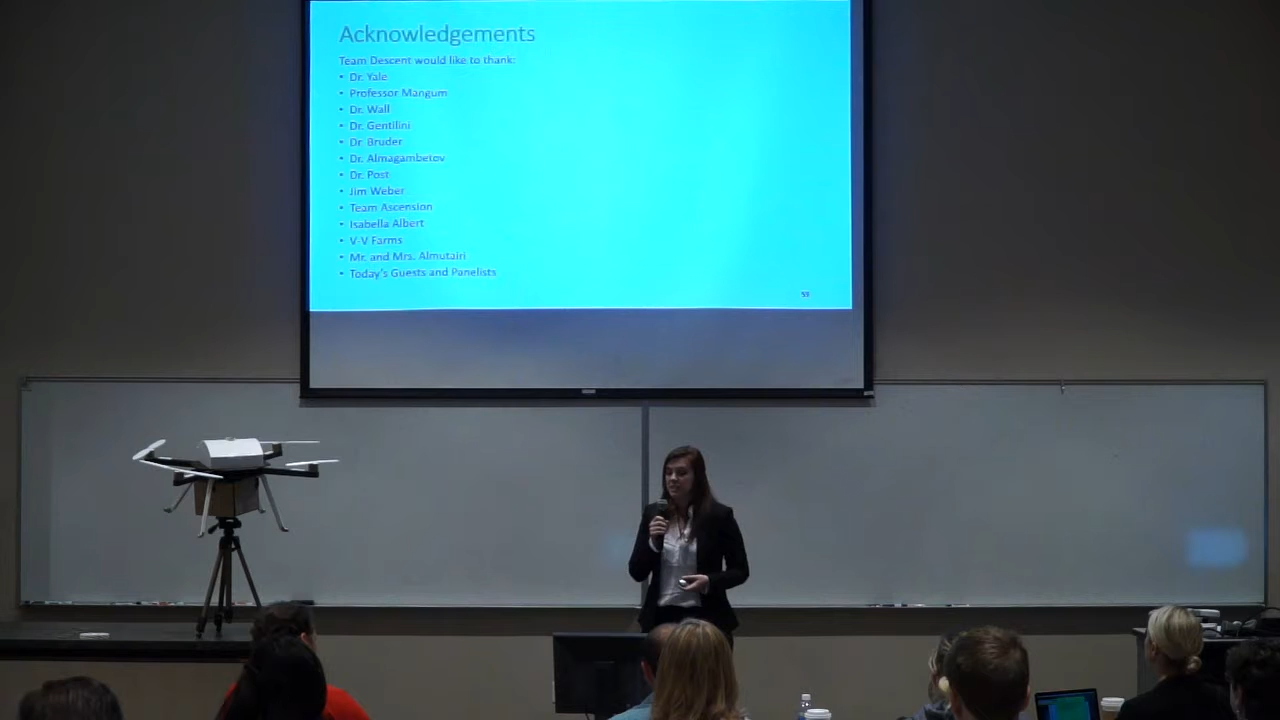 Acknowledgements
Team Descent would like to thank:
• Dr. Yale
• Professor Mangum
• Dr. Wall
• Dr. Gentilini
• Dr. Bruder
• Dr. Almagambetov
• Dr. Post
• Jim Weber
• Team Ascension
• Isabella Albert
• V-V Farms
• Mr. and Mrs. Almutairi
• Today's Guests and Panelists
59